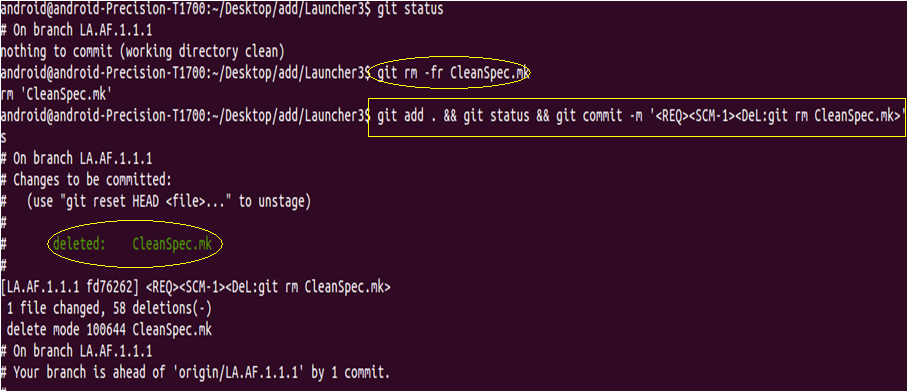 android@android-Precision-T1700:~/Desktop/add/Launcher3$ git status
# On branch LA.AF.1.1.1
nothing to commit (working directory clean)
android@android-Precision-T1700:~/Desktop/add/Launcher3$ git rm -fr CleanSpec.mk
rm 'CleanSpec.mk'
android@android-Precision-T1700:~/Desktop/add/Launcher3$ git add . && git status && git commit -m '<REQ><SCM-1><DeL:git rm CleanSpec.mk>'
s
# On branch LA.AF.1.1.1
# Changes to be committed:
#   (use "git reset HEAD <file>..." to unstage)
#
#	deleted:    CleanSpec.mk
#
[LA.AF.1.1.1 fd76262] <REQ><SCM-1><DeL:git rm CleanSpec.mk>
 1 file changed, 58 deletions(-)
 delete mode 100644 CleanSpec.mk
# On branch LA.AF.1.1.1
# Your branch is ahead of 'origin/LA.AF.1.1.1' by 1 commit.
#